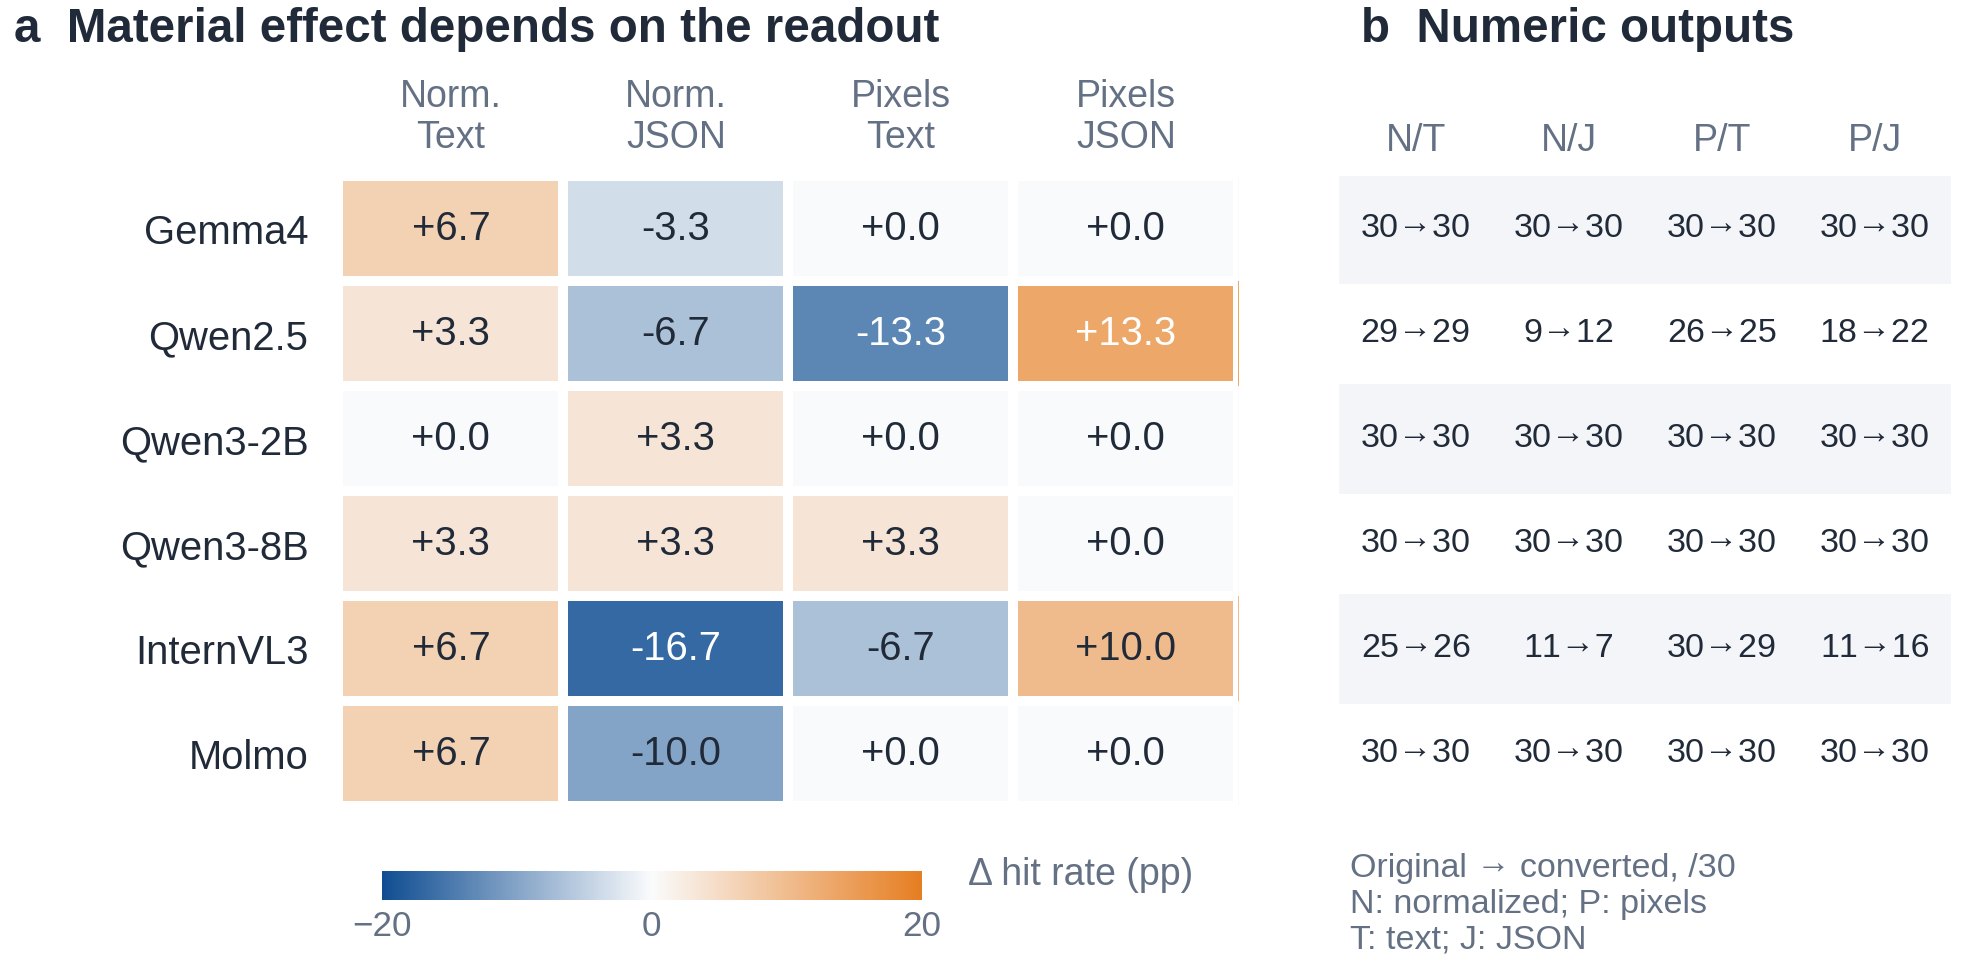 a Material effect depends on the readout
Norm. Text Norm. JSON Pixels Text Pixels JSON
Gemma4 +6.7 -3.3 +0.0 +0.0
Qwen2.5 +3.3 -6.7 -13.3 +13.3
Qwen3-2B +0.0 +3.3 +0.0 +0.0
Qwen3-8B +3.3 +3.3 +3.3 +0.0
InternVL3 +6.7 -16.7 -6.7 +10.0
Molmo +6.7 -10.0 +0.0 +0.0
−20 0 20
Δ hit rate (pp)
b Numeric outputs
N/T N/J P/T P/J
30→30 30→30 30→30 30→30
29→29 9→12 26→25 18→22
30→30 30→30 30→30 30→30
30→30 30→30 30→30 30→30
25→26 11→7 30→29 11→16
30→30 30→30 30→30 30→30
Original → converted, /30
N: normalized; P: pixels
T: text; J: JSON